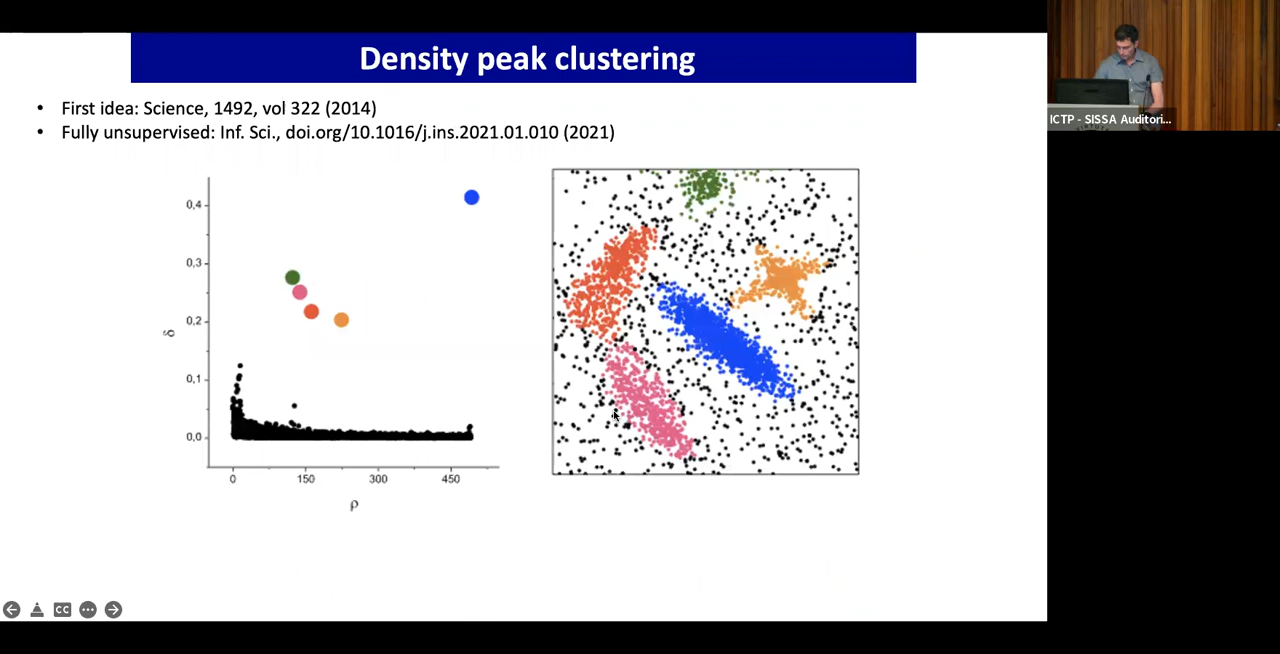 Density peak clustering
• First idea: Science, 1492, vol 322 (2014)
• Fully unsupervised: Inf. Sci., doi.org/10.1016/j.ins.2021.01.010 (2021)
0,4
0,3
0,2
0,1
0,0
δ
0 150 300 450
ρ
ICTP - SISSA Auditori...
CC